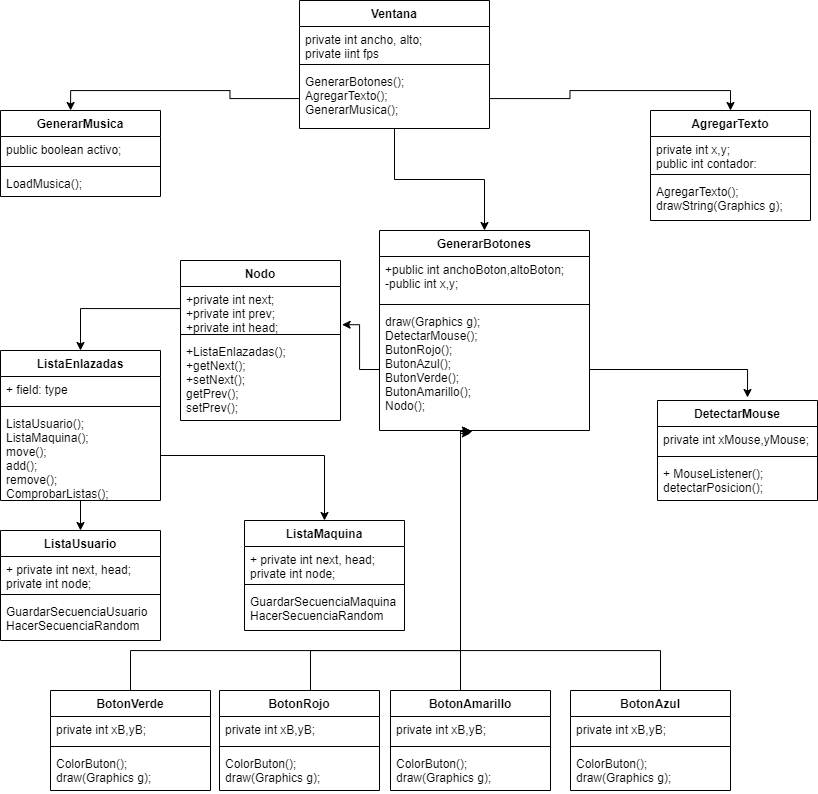 Ventana
private int ancho, alto;
private iint fps
GenerarBotones();
AgregarTexto();
GenerarMusica();
GenerarMusica
public boolean activo;
LoadMusica();
AgregarTexto
private int x,y;
public int contador:
AgregarTexto();
drawString(Graphics g);
GenerarBotones
+public int anchoBoton,altoBoton;
-public int x,y;
draw(Graphics g);
DetectarMouse();
ButonRojo();
ButonAzul();
ButonVerde();
ButonAmarillo();
Nodo();
Nodo
+private int next;
+private int prev;
+private int head;
+ListaEnlazadas();
+getNext();
+setNext();
getPrev();
setPrev();
ListaEnlazadas
+ field: type
ListaUsuario();
ListaMaquina();
move();
add();
remove();
ComprobarListas();
DetectarMouse
private int xMouse,yMouse;
+ MouseListener();
detectarPosicion();
ListaUsuario
+ private int next, head;
private int node;
GuardarSecuenciaUsuario
HacerSecuenciaRandom
ListaMaquina
+ private int next, head;
private int node;
GuardarSecuenciaMaquina
HacerSecuenciaRandom
BotonVerde
private int xB,yB;
ColorButon();
draw(Graphics g);
BotonRojo
private int xB,yB;
ColorButon();
draw(Graphics g);
BotonAmarillo
private int xB,yB;
ColorButon();
draw(Graphics g);
BotonAzul
private int xB,yB;
ColorButon();
draw(Graphics g);